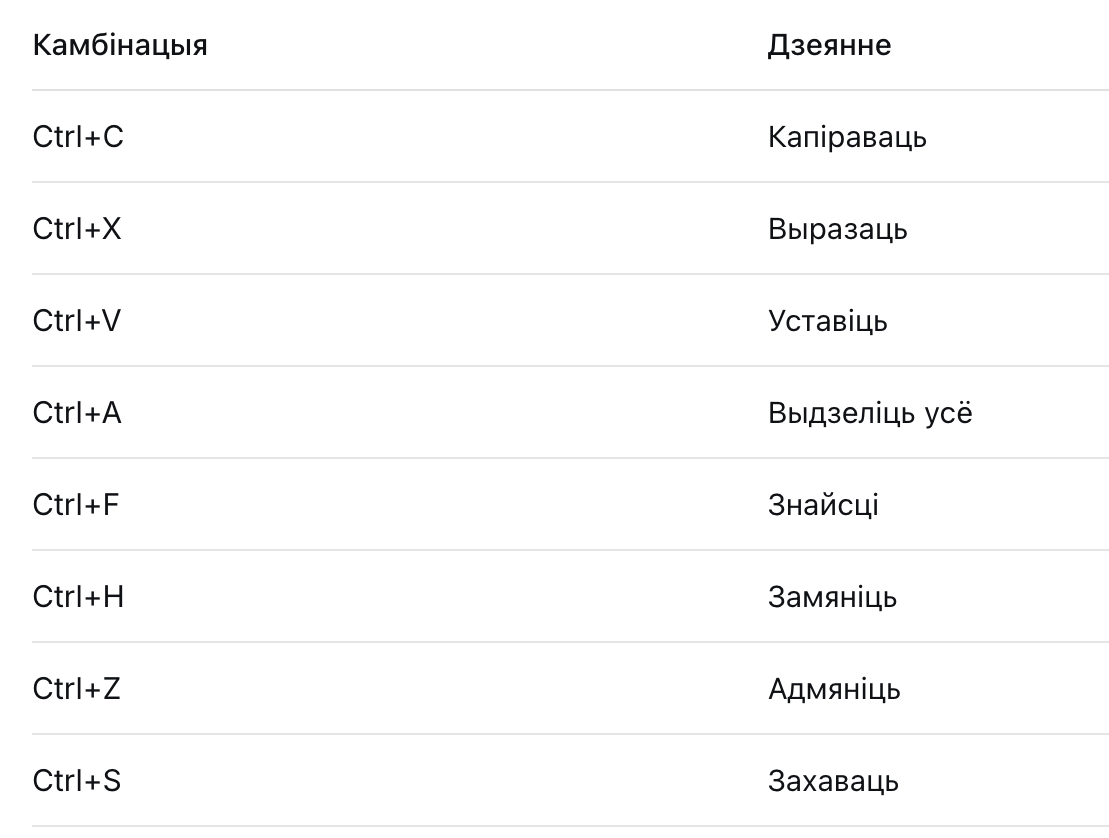 Камбінацыя Дзеянне
Ctrl+C Капіраваць
Ctrl+X Выразаць
Ctrl+V Уставіць
Ctrl+A Выдзеліць усё
Ctrl+F Знайсці
Ctrl+H Замяніць
Ctrl+Z Адмяніць
Ctrl+S Захаваць